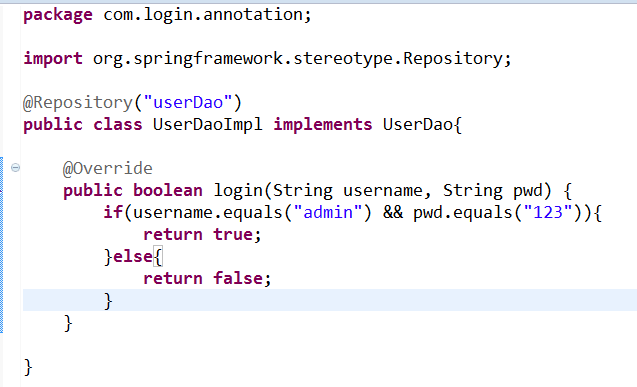 package com.login.annotation;
import org.springframework.stereotype.Repository;
@Repository("userDao")
public class UserDaoImpl implements UserDao{
@Override
public boolean login(String username, String pwd) {
if(username.equals("admin") && pwd.equals("123")){
return true;
}else{
return false;
}
}
}